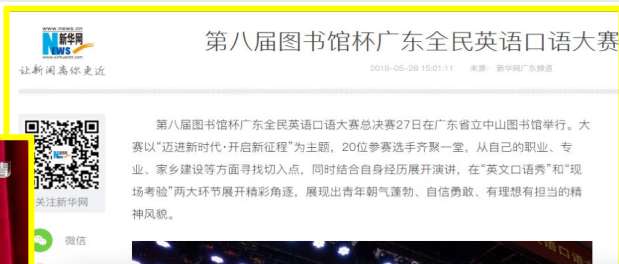 www.news.cn
新华网
NEWS
www.xinhuanet.com
让新闻离你更近
第八届图书馆杯广东全民英语口语大赛
2018-05-28 15:01:11 来源： 新华网广东频道
第八届图书馆杯广东全民英语口语大赛总决赛27日在广东省立中山图书馆举行。大
赛以“迈进新时代·开启新征程”为主题，20位参赛选手齐聚一堂，从自己的职业、专
业、家乡建设等方面寻找切入点，同时结合自身经历展开演讲，在“英文口语秀”和“现
场考验”两大环节展开精彩角逐，展现出青年朝气蓬勃、自信勇敢、有理想有担当的精
神风貌。
关注新华网
微信